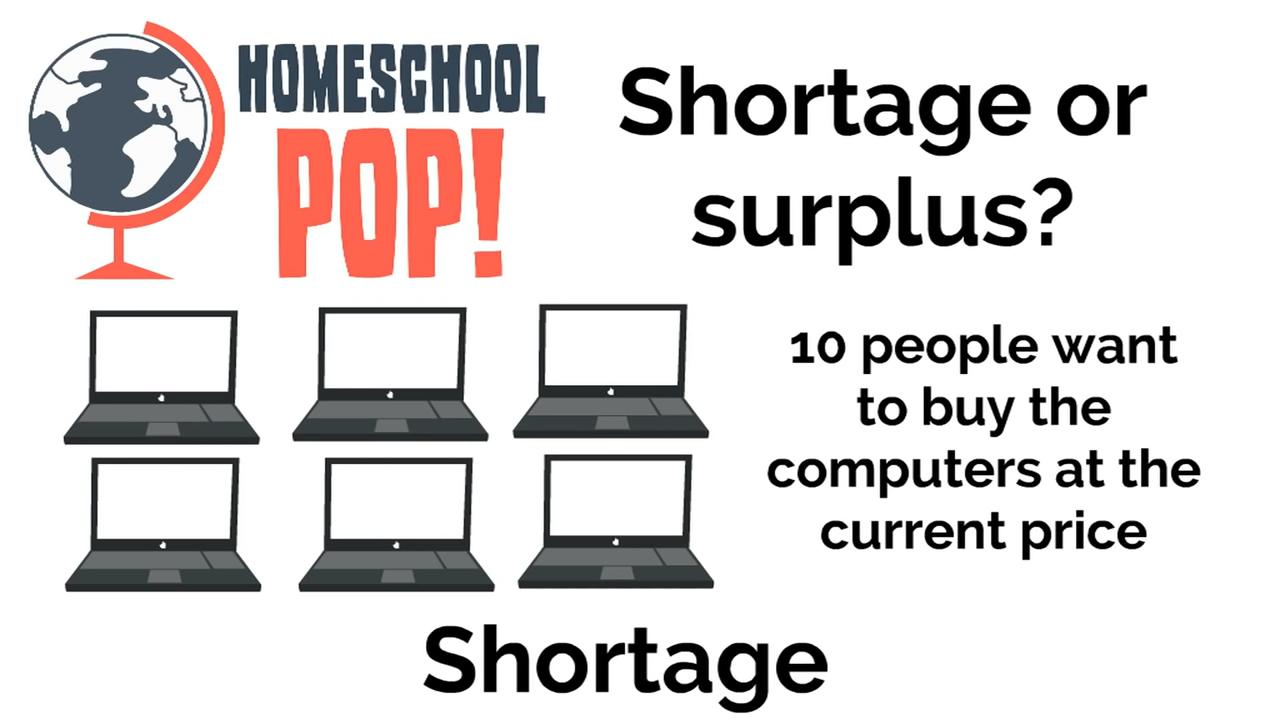 HOMESCHOOL
POP!
Shortage or
surplus?
10 people want
to buy the
computers at the
current price
Shortage